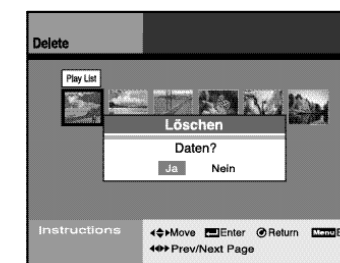 Delete
Play List
Löschen
Daten?
Ja Nein
Instructions
Move Enter Return Menu
Prev/Next Page